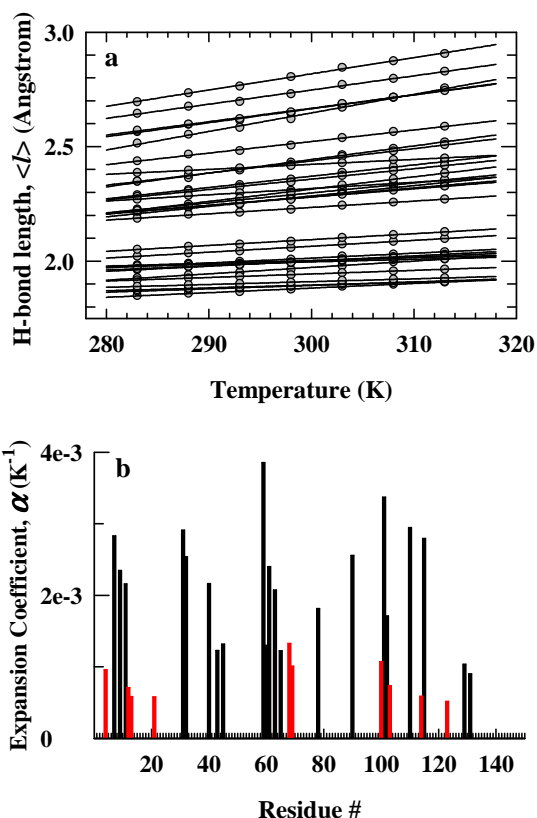 a
H-bond length, <l> (Angstrom)
3.0
2.5
2.0
280 290 300 310 320
Temperature (K)
b
Expansion Coefficient, α (K⁻¹)
4e-3
2e-3
0
20 40 60 80 100 120 140
Residue #